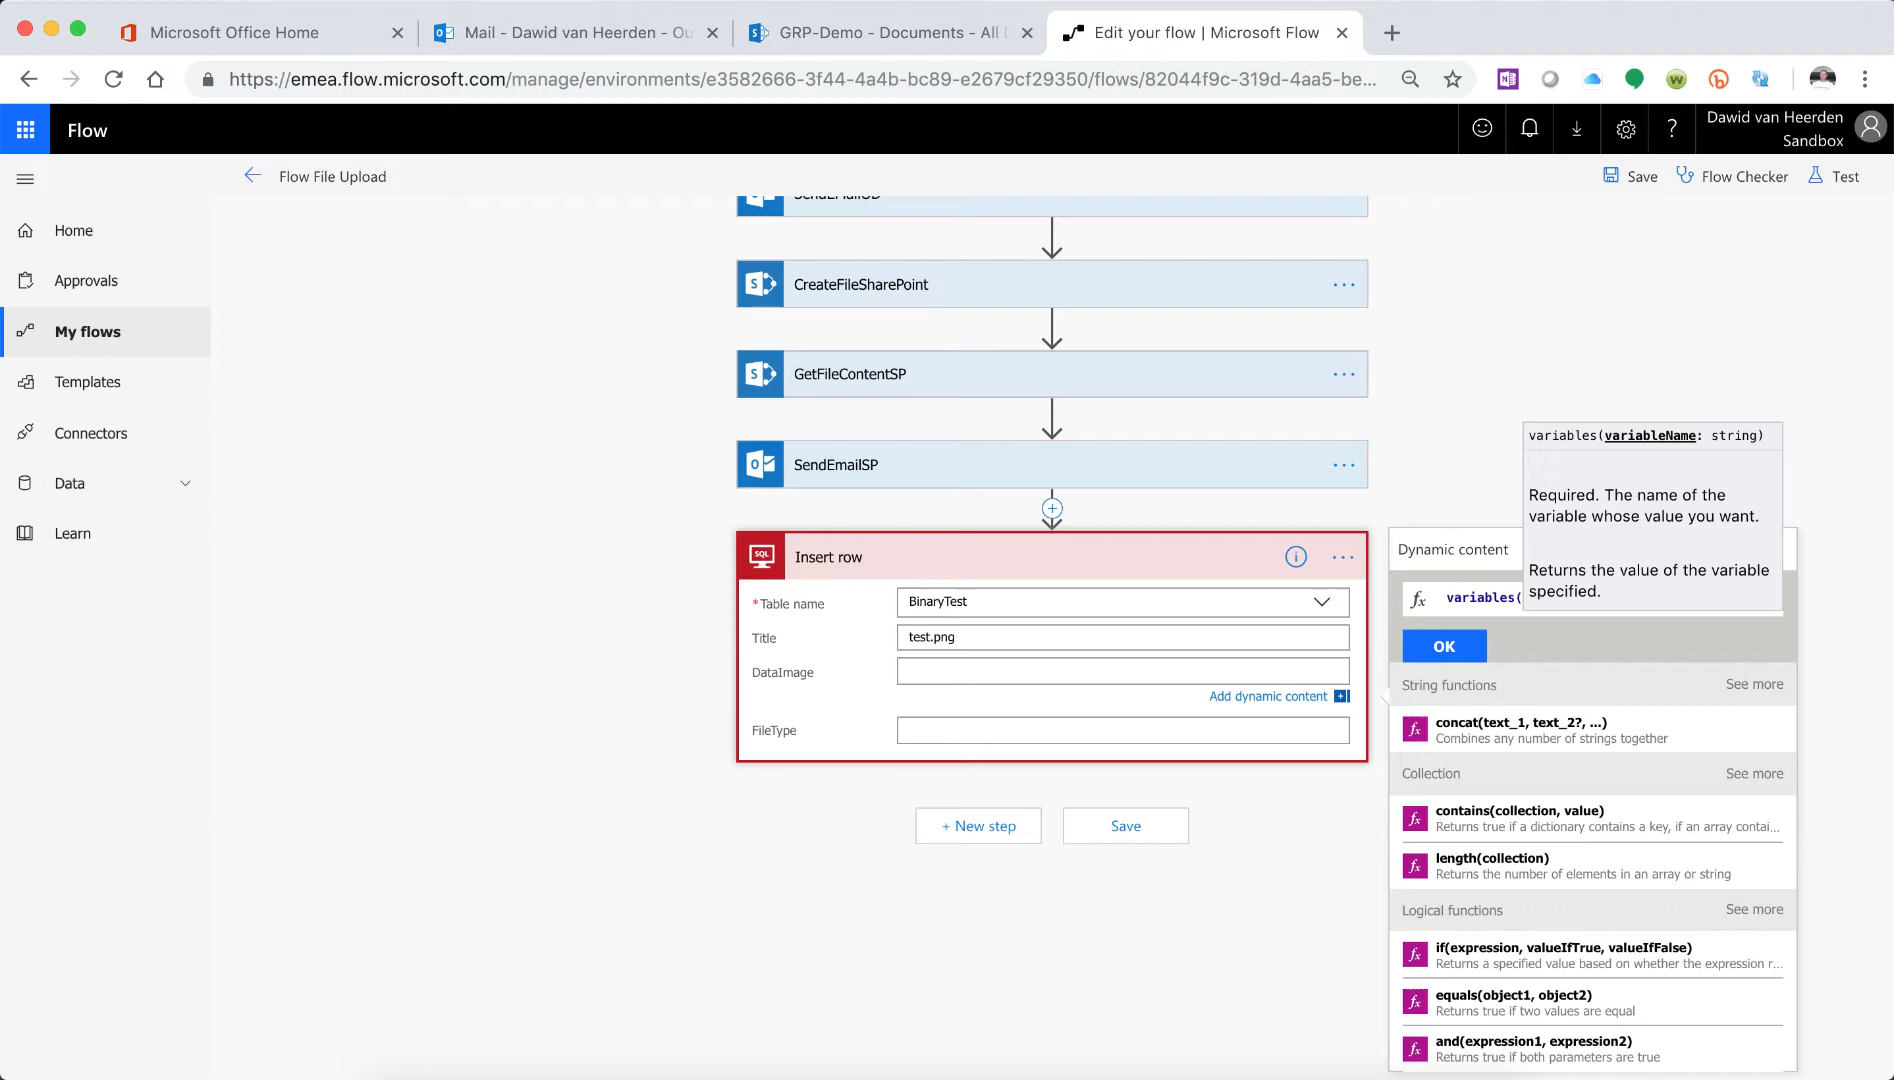 Microsoft Office Home
Mail - Dawid van Heerden - Ou
GRP-Demo - Documents - All D
Edit your flow | Microsoft Flow
https://emea.flow.microsoft.com/manage/environments/e3582666-3f44-4a4b-bc89-e2679cf29350/flows/82044f9c-319d-4aa5-be...
Flow
Dawid van Heerden
Sandbox
Flow File Upload
Save
Flow Checker
Test
Home
Approvals
My flows
Templates
Connectors
Data
Learn
SendEmailOD
CreateFileSharePoint
GetFileContentSP
SendEmailSP
Insert row
*Table name
BinaryTest
Title
test.png
DataImage
Add dynamic content
FileType
+ New step
Save
variables(variableName: string)
Required. The name of the
variable whose value you want.
Returns the value of the variable
specified.
Dynamic content
fx variables(
OK
String functions
See more
concat(text_1, text_2?, ...)
Combines any number of strings together
Collection
See more
contains(collection, value)
Returns true if a dictionary contains a key, if an array contai...
length(collection)
Returns the number of elements in an array or string
Logical functions
See more
if(expression, valueIfTrue, valueIfFalse)
Returns a specified value based on whether the expression r...
equals(object1, object2)
Returns true if two values are equal
and(expression1, expression2)
Returns true if both parameters are true